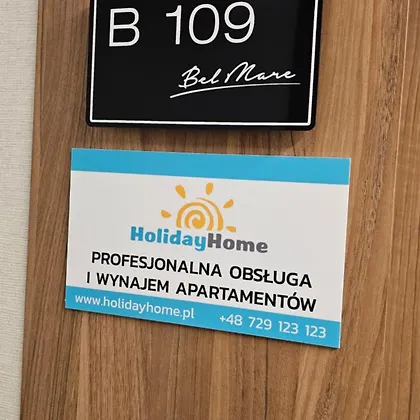 B 109
Bel Mare
HolidayHome
PROFESJONALNA OBSŁUGA
I WYNAJEM APARTAMENTÓW
www.holidayhome.pl +48 729 123 123